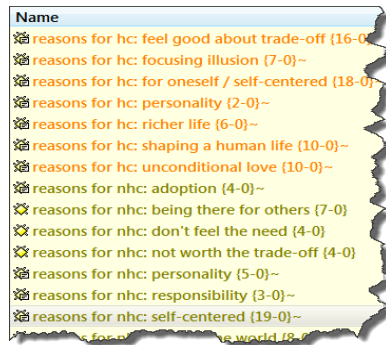 Name
reasons for hc: feel good about trade-off {16-0
reasons for hc: focusing illusion {7-0}~
reasons for hc: for oneself / self-centered {18-0}
reasons for hc: personality {2-0}~
reasons for hc: richer life {6-0}~
reasons for hc: shaping a human life {10-0}~
reasons for hc: unconditional love {10-0}~
reasons for nhc: adoption {4-0}~
reasons for nhc: being there for others {7-0}
reasons for nhc: don't feel the need {4-0}
reasons for nhc: not worth the trade-off {4-0}
reasons for nhc: personality {5-0}~
reasons for nhc: responsibility {3-0}~
reasons for nhc: self-centered {19-0}~
reasons for world {8-0